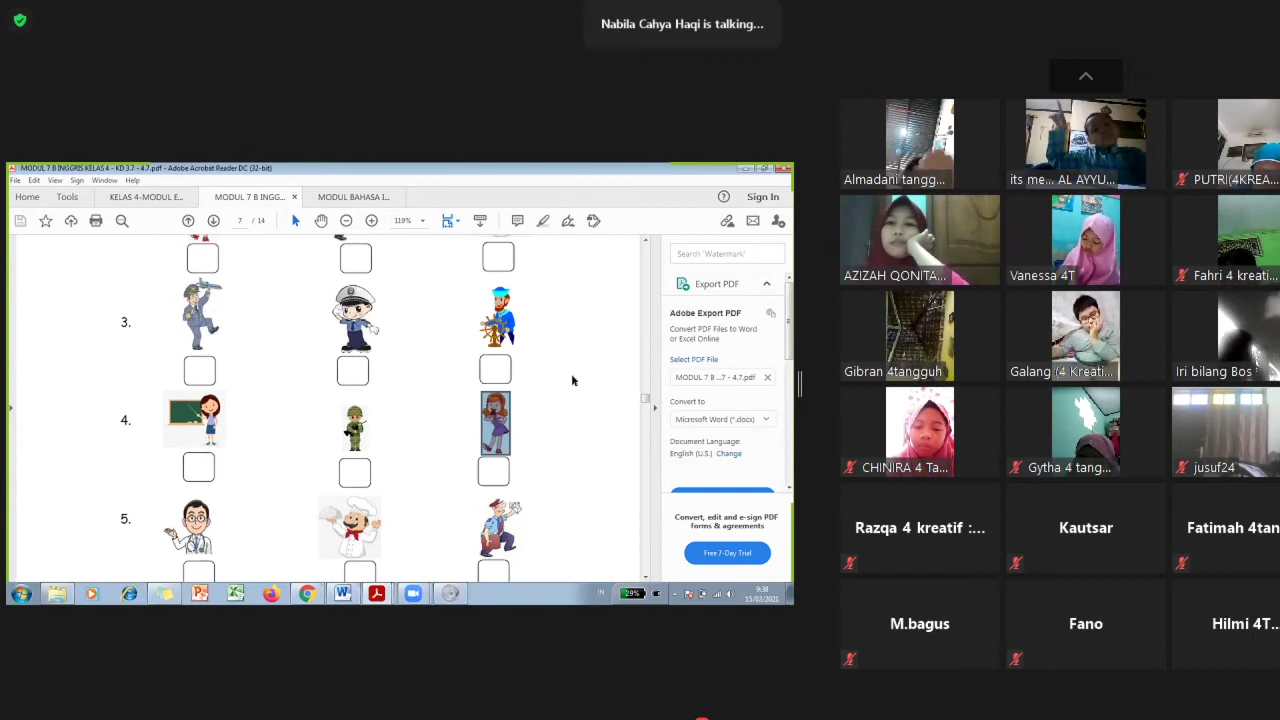 Nabila Cahya Haqi is talking...
MODUL 7 B INGGRIS KELAS 4 - KD 3.7 - 4.7.pdf - Adobe Acrobat Reader DC (32-bit)
File Edit View Sign Window Help
Home Tools KELAS 4-MODUL E... MODUL 7 B INGG... × MODUL BAHASA I... Sign In
7 / 14 119%
Search 'Watermark'
Export PDF
Adobe Export PDF
Convert PDF Files to Word
or Excel Online
Select PDF File
MODUL 7 B ...7 - 4.7.pdf
Convert to
Microsoft Word (*.docx)
Document Language:
English (U.S.) Change
Convert, edit and e-sign PDF
forms & agreements
Free 7-Day Trial
3.
4.
5.
IN 29% 9:38
15/02/2021
Almadani tangg...
its me... AL AYYU...
PUTRI(4KREA
AZIZAH QONITA...
Vanessa 4T
Fahri 4 kreati
Gibran 4tangguh
Galang (4 Kreati...
Iri bilang Bos
CHINIRA 4 Ta...
Gytha 4 tang...
jusuf24
Razqa 4 kreatif :...
Kautsar
Fatimah 4tan
M.bagus
Fano
Hilmi 4T